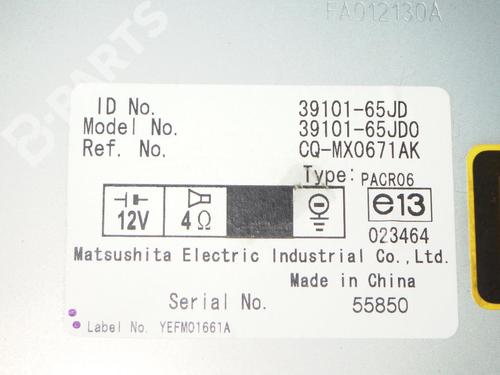 FA012130A
B-PARTS
ID No. 39101-65JD
Model No. 39101-65JD0
Ref. No. CQ-MX0671AK
Type: PACR06
12V 4Ω e13
023464
Matsushita Electric Industrial Co.,Ltd.
Made in China
Serial No. 55850
Label No. YEFM01661A